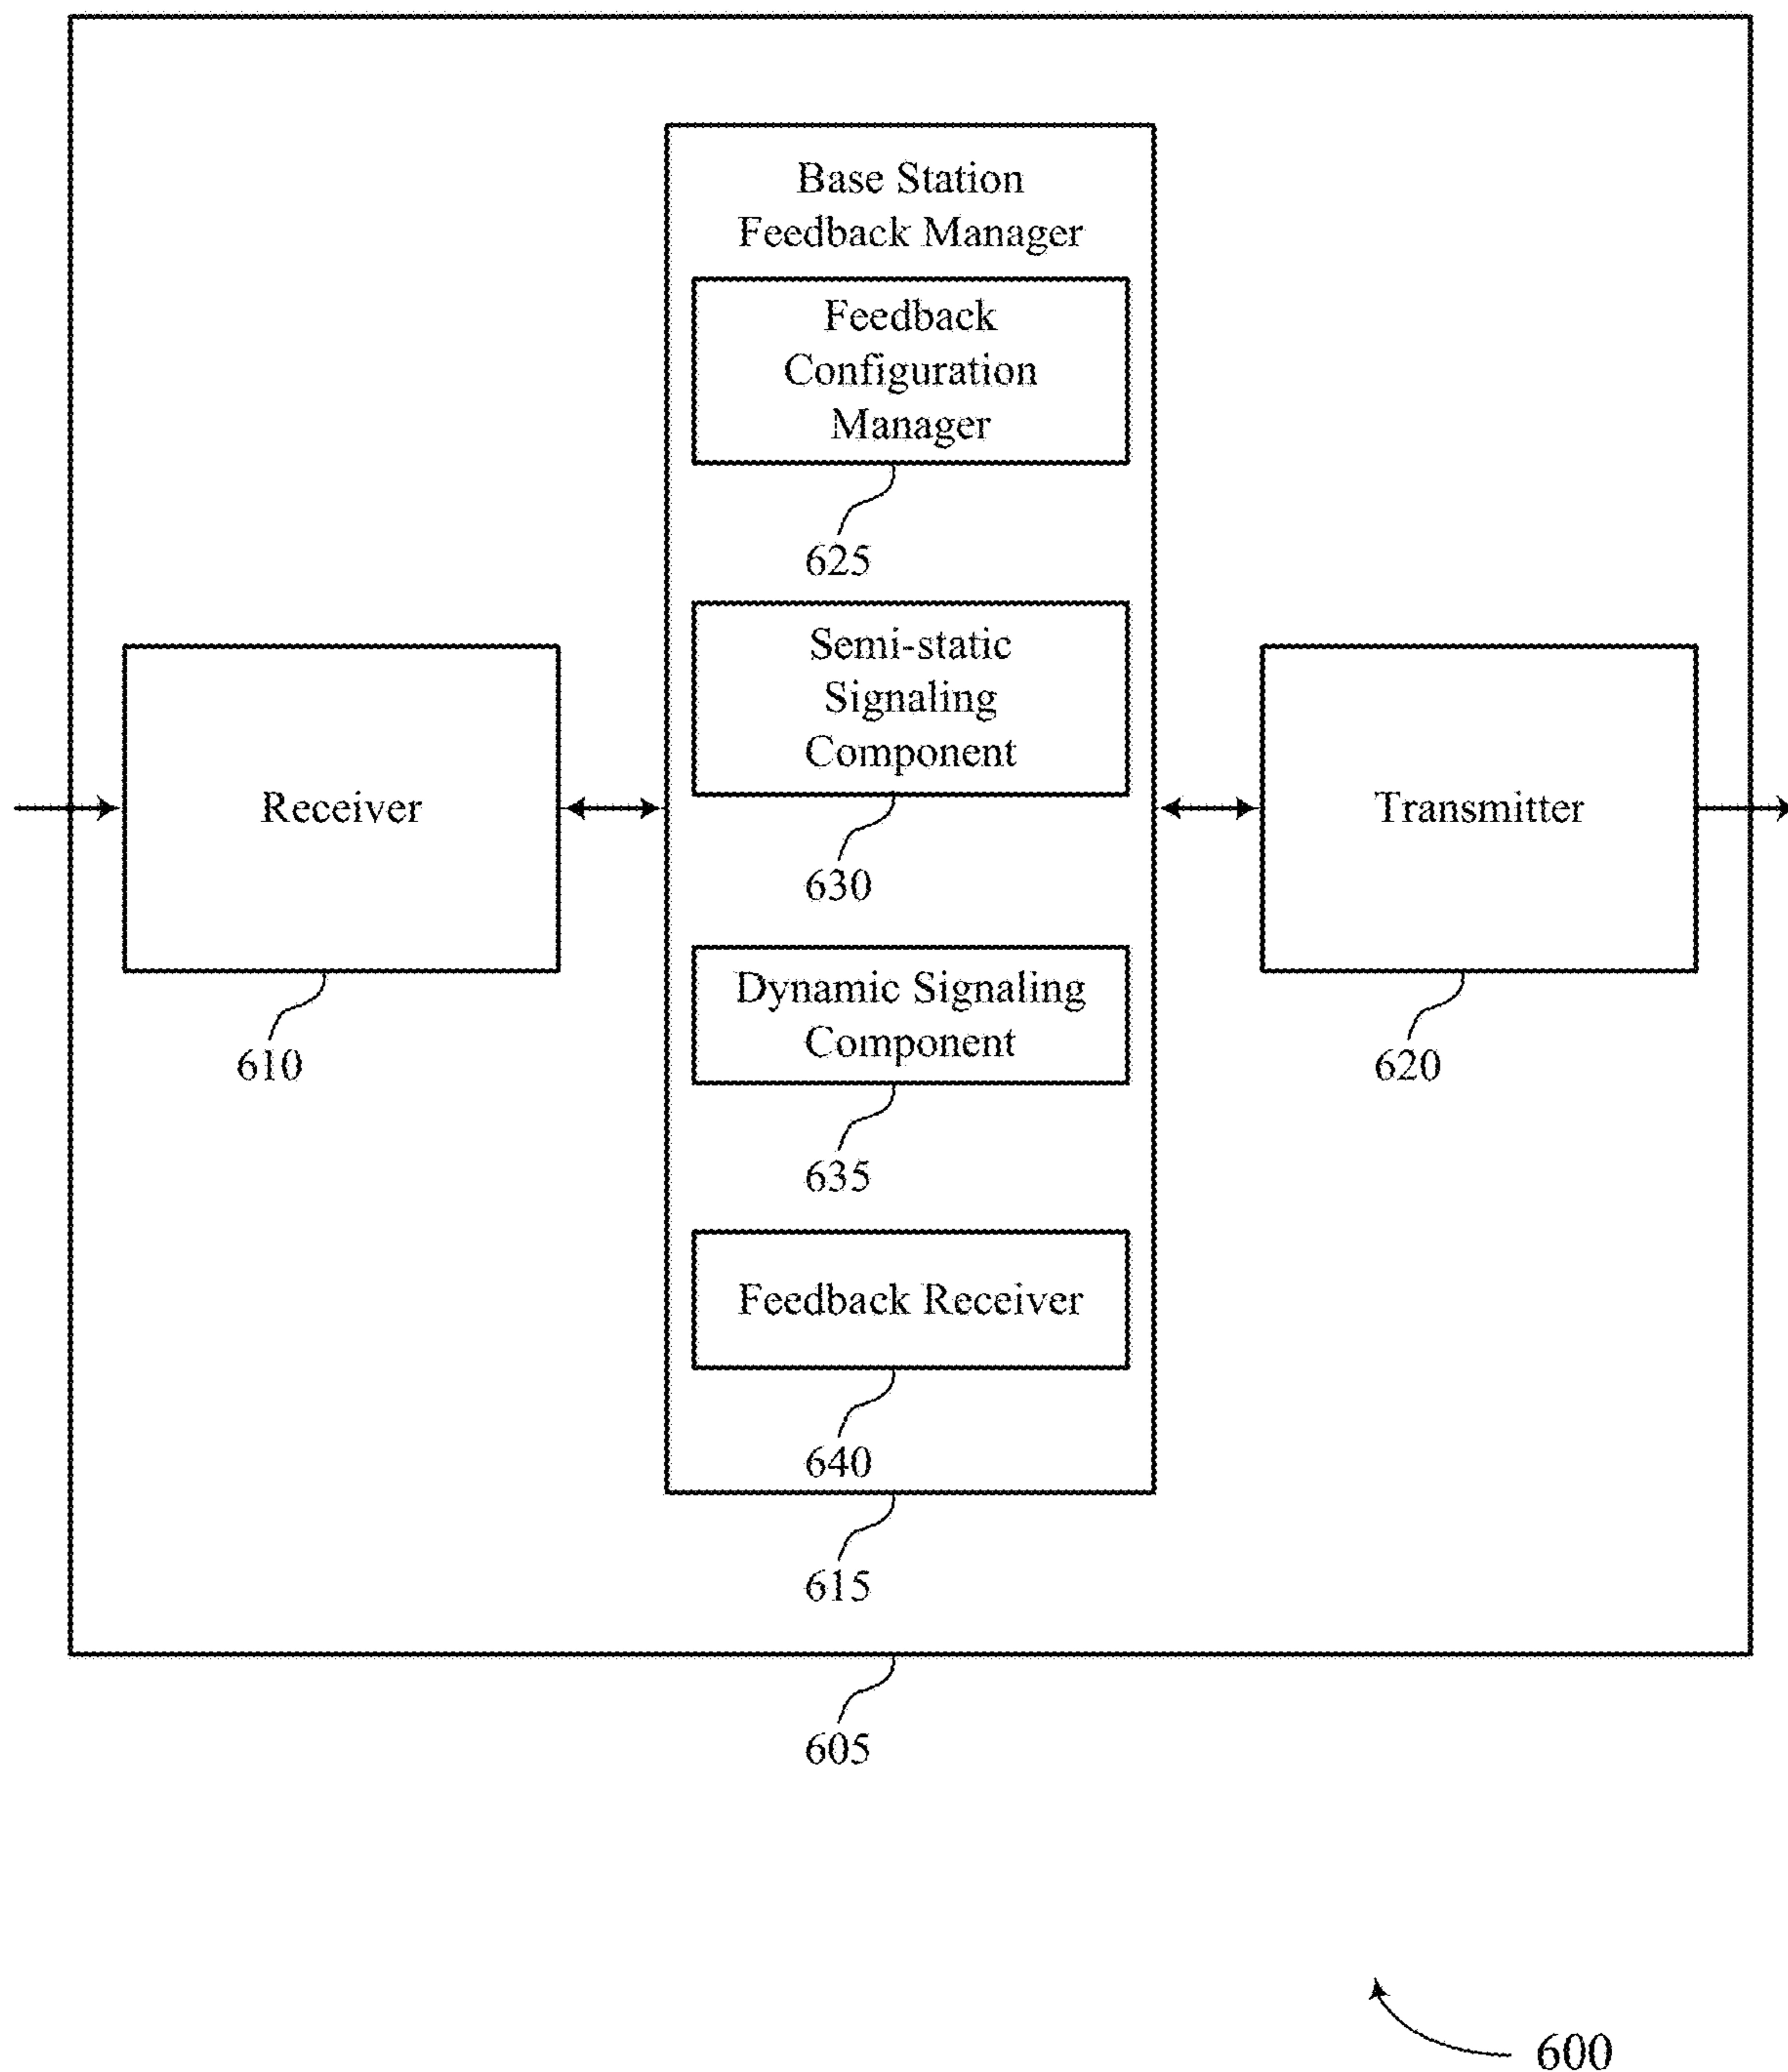 Base Station
Feedback Manager
Feedback
Configuration
Manager
625
Semi-static
Signaling
Component
630
Receiver
610
Transmitter
620
Dynamic Signaling
Component
635
Feedback Receiver
640
615
605
600